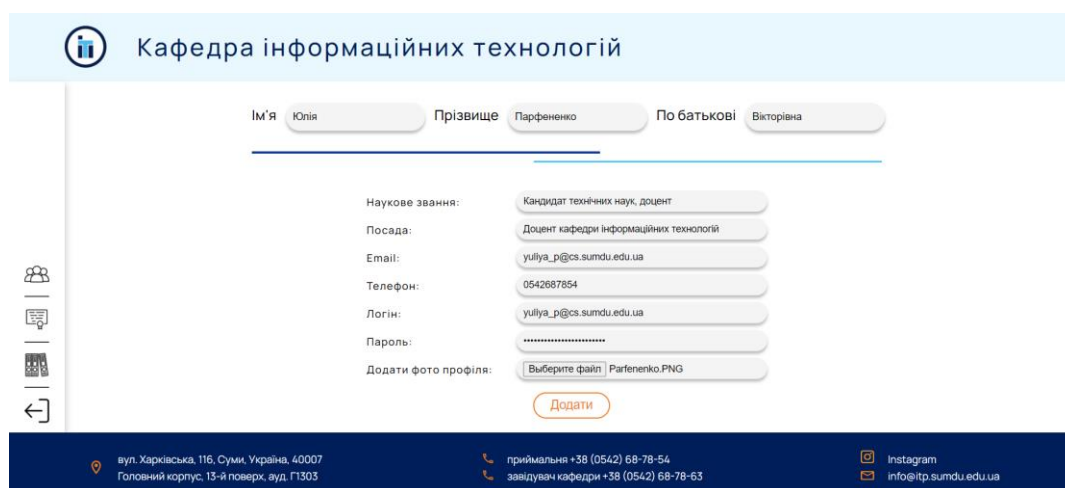 Кафедра інформаційних технологій
Ім'я Юлія Прізвище Парфененко По батькові Вікторівна
Наукове звання: Кандидат технічних наук, доцент
Посада: Доцент кафедри інформаційних технологій
Email: yuliya_p@cs.sumdu.edu.ua
Телефон: 0542687854
Логін: yuliya_p@cs.sumdu.edu.ua
Пароль: ••••••••••••••••••••••••
Додати фото профіля: Выберите файл Parfenenko.PNG
Додати
вул. Харківська, 116, Суми, Україна, 40007
Головний корпус, 13-й поверх, ауд. Г1303
приймальня +38 (0542) 68-78-54
завідувач кафедри +38 (0542) 68-78-63
Instagram
info@itp.sumdu.edu.ua